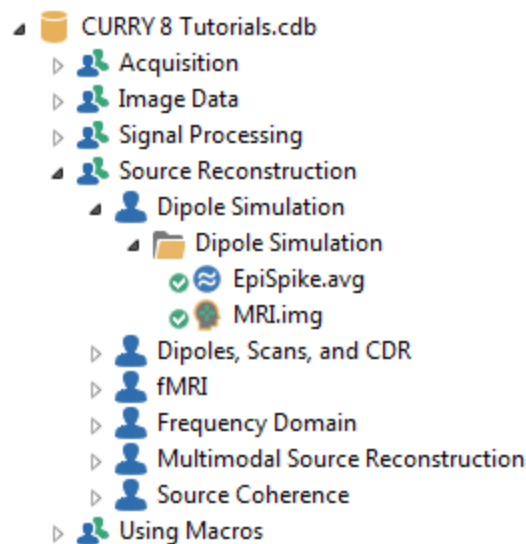 CURRY 8 Tutorials.cdb
Acquisition
Image Data
Signal Processing
Source Reconstruction
Dipole Simulation
Dipole Simulation
EpiSpike.avg
MRI.img
Dipoles, Scans, and CDR
fMRI
Frequency Domain
Multimodal Source Reconstruction
Source Coherence
Using Macros